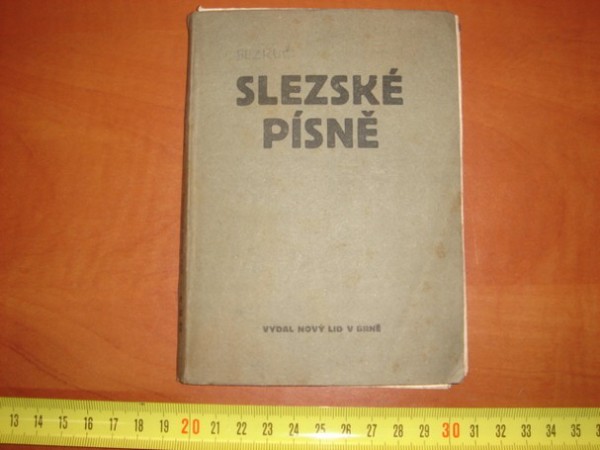 SLEZSKÉ
PÍSNĚ
VYDAL NOVÝ LID V BRNĚ
13 14 15 16 17 18 19 20 21 22 23 24 25 26 27 28 29 30 31 32 33 34 35